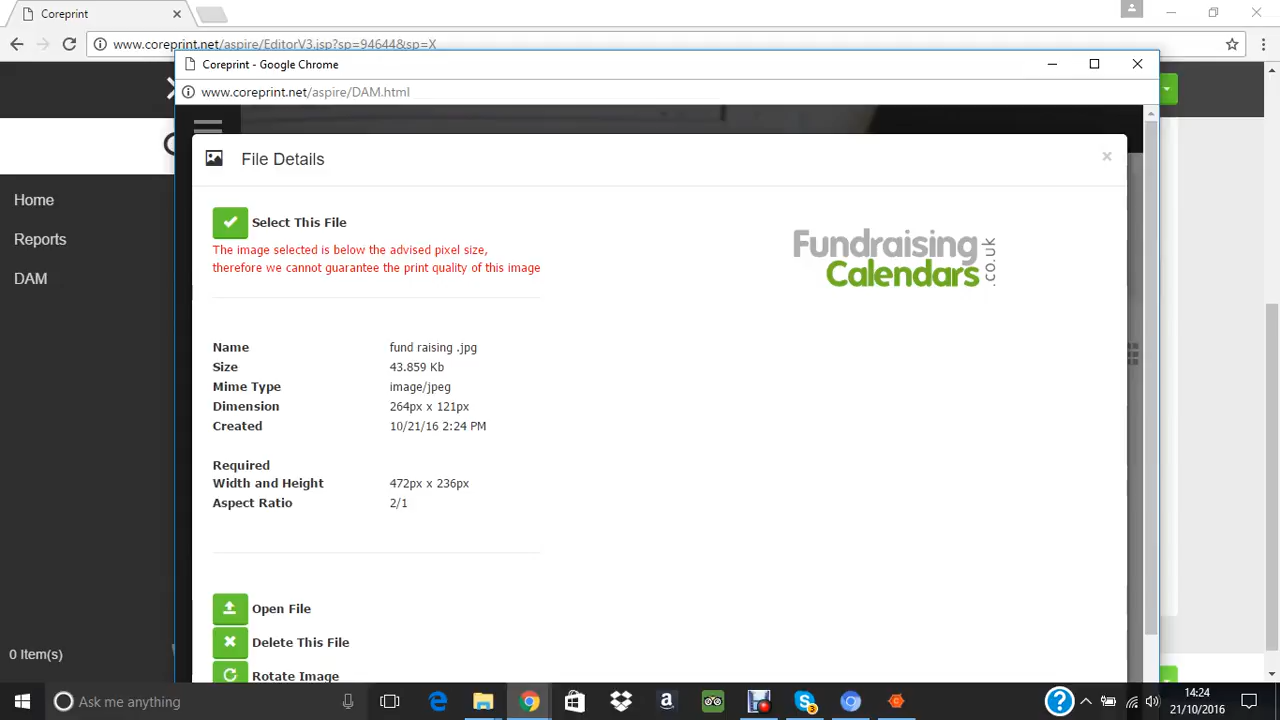 Coreprint
www.coreprint.net/aspire/EditorV3.jsp?sp=94644&sp=X
Coreprint - Google Chrome
www.coreprint.net/aspire/DAM.html
File Details
Home
Reports
DAM
Select This File
The image selected is below the advised pixel size,
therefore we cannot guarantee the print quality of this image
Fundraising
Calendars
.co.uk
Name fund raising .jpg
Size 43.859 Kb
Mime Type image/jpeg
Dimension 264px x 121px
Created 10/21/16 2:24 PM
Required
Width and Height 472px x 236px
Aspect Ratio 2/1
Open File
Delete This File
Rotate Image
0 Item(s)
Ask me anything
14:24
21/10/2016